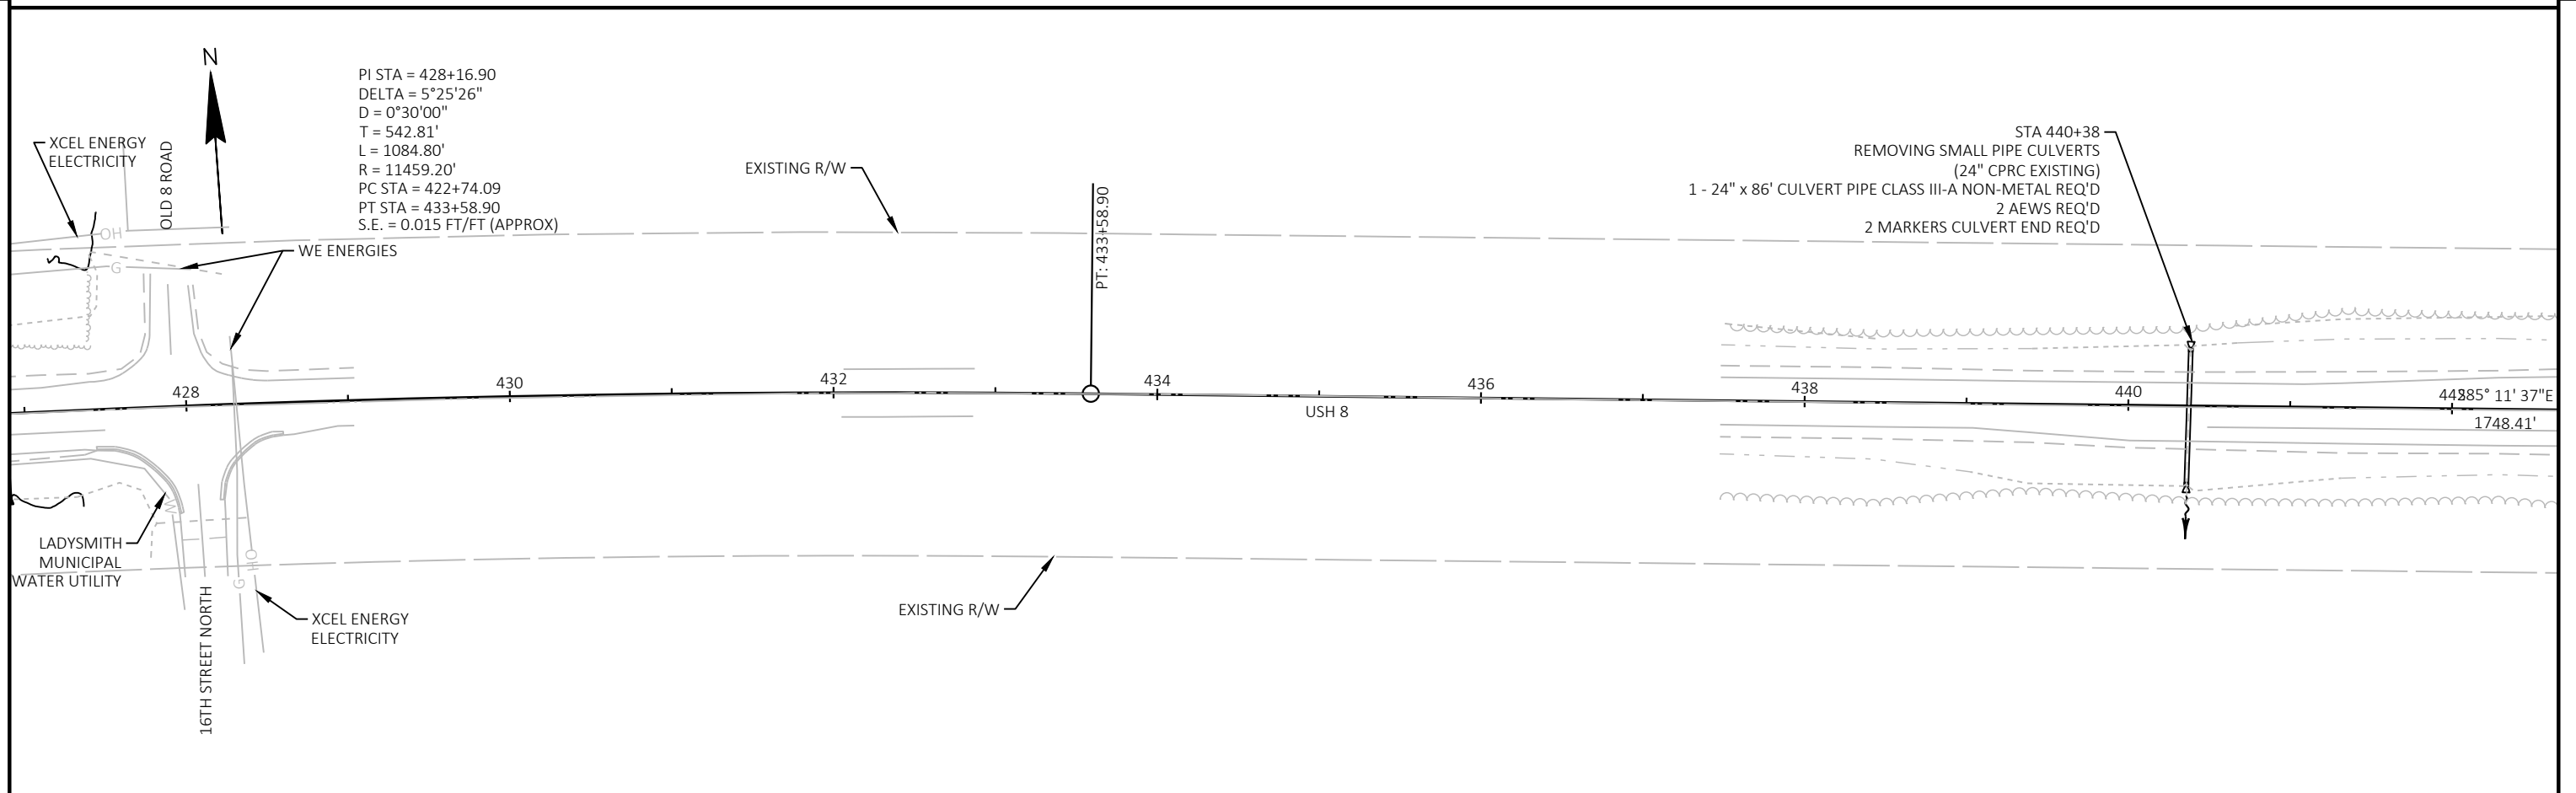 N
PI STA = 428+16.90
DELTA = 5°25'26"
D = 0°30'00"
T = 542.81'
L = 1084.80'
R = 11459.20'
PC STA = 422+74.09
PT STA = 433+58.90
S.E. = 0.015 FT/FT (APPROX)
XCEL ENERGY
ELECTRICITY
OLD 8 ROAD
OH
G
WE ENERGIES
EXISTING R/W
PT: 433+58.90
STA 440+38
REMOVING SMALL PIPE CULVERTS
(24" CPRC EXISTING)
1 - 24" x 86' CULVERT PIPE CLASS III-A NON-METAL REQ'D
2 AEWS REQ'D
2 MARKERS CULVERT END REQ'D
428
430
432
434
436
438
440
442
S85° 11' 37"E
1748.41'
USH 8
W
LADYSMITH
MUNICIPAL
WATER UTILITY
OH
G
16TH STREET NORTH
XCEL ENERGY
ELECTRICITY
EXISTING R/W